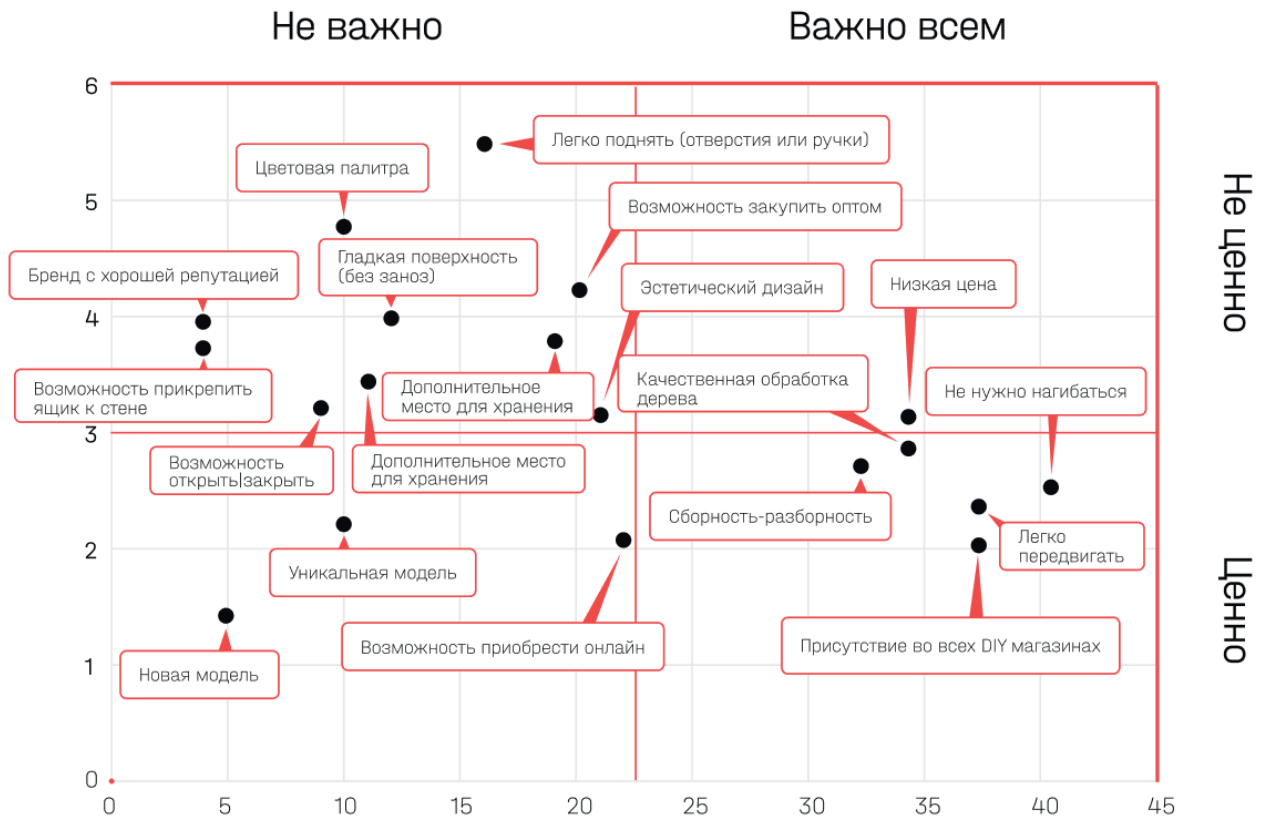 Не важно
Важно всем
6
Легко поднять (отверстия или ручки)
Цветовая палитра
5
Возможность закупить оптом
Гладкая поверхность
(без заноз)
Бренд с хорошей репутацией
Эстетический дизайн
Низкая цена
Не ценно
4
Возможность прикрепить
ящик к стене
Дополнительное
место для хранения
Качественная обработка
дерева
Не нужно нагибаться
3
Возможность
открыть|закрыть
Дополнительное место
для хранения
Сборность-разборность
Легко
передвигать
2
Уникальная модель
Ценно
Возможность приобрести онлайн
Присутствие во всех DIY магазинах
1
Новая модель
0
0
5
10
15
20
25
30
35
40
45